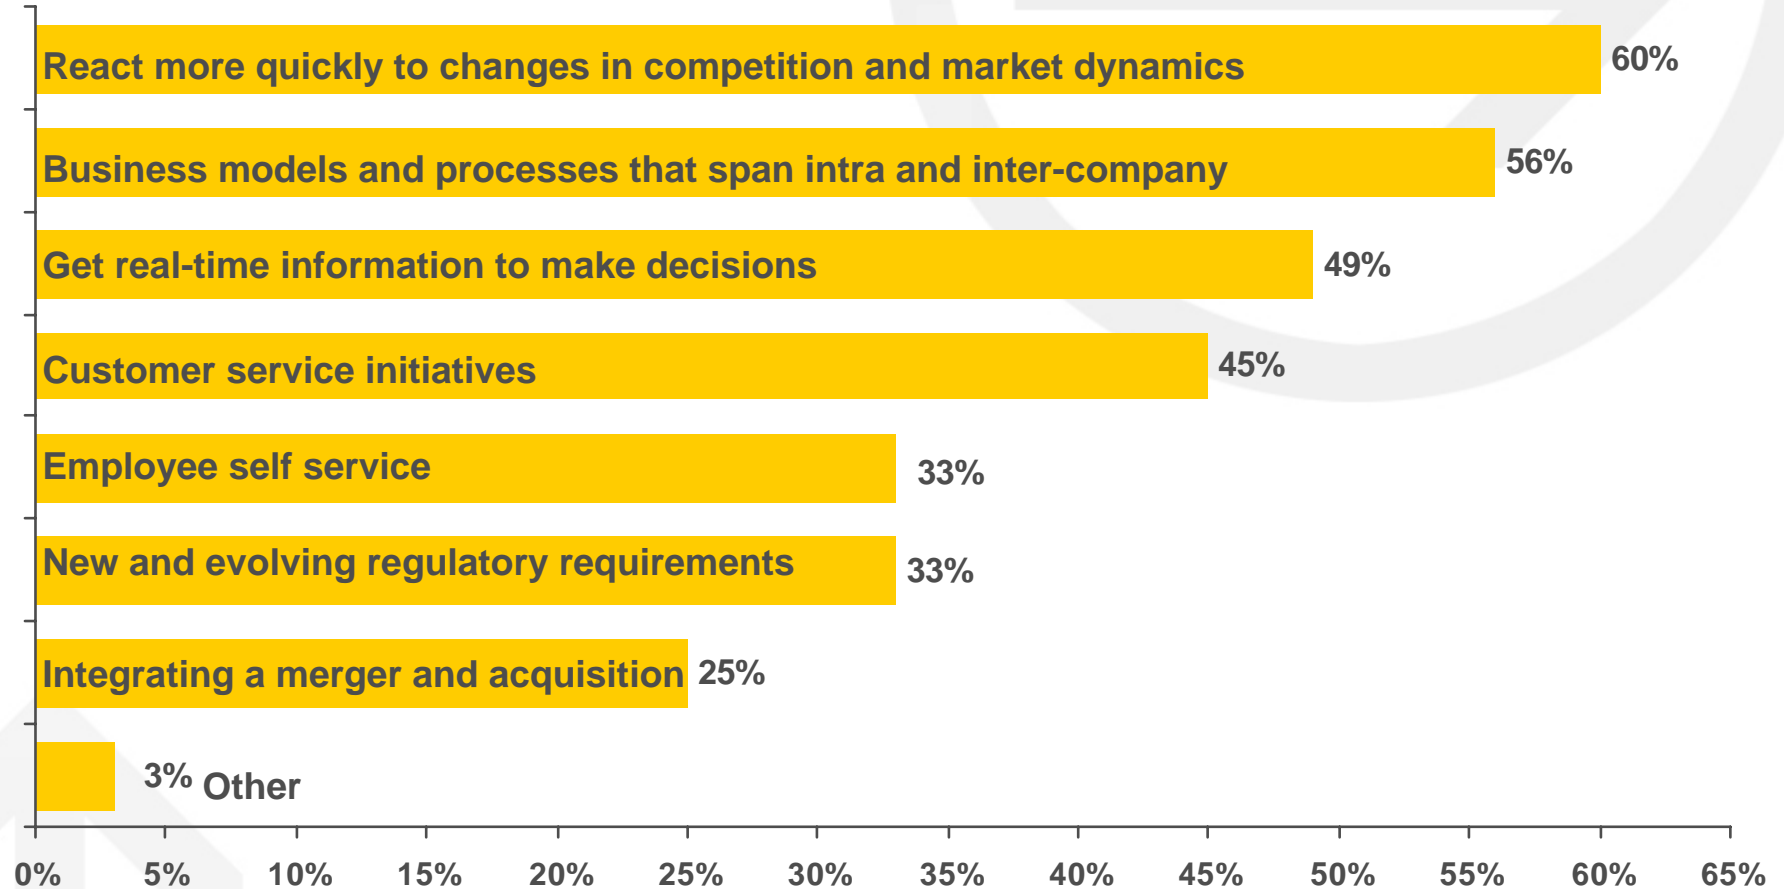 React more quickly to changes in competition and market dynamics 60%
Business models and processes that span intra and inter-company 56%
Get real-time information to make decisions 49%
Customer service initiatives 45%
Employee self service 33%
New and evolving regulatory requirements 33%
Integrating a merger and acquisition 25%
3% Other
0% 5% 10% 15% 20% 25% 30% 35% 40% 45% 50% 55% 60% 65%